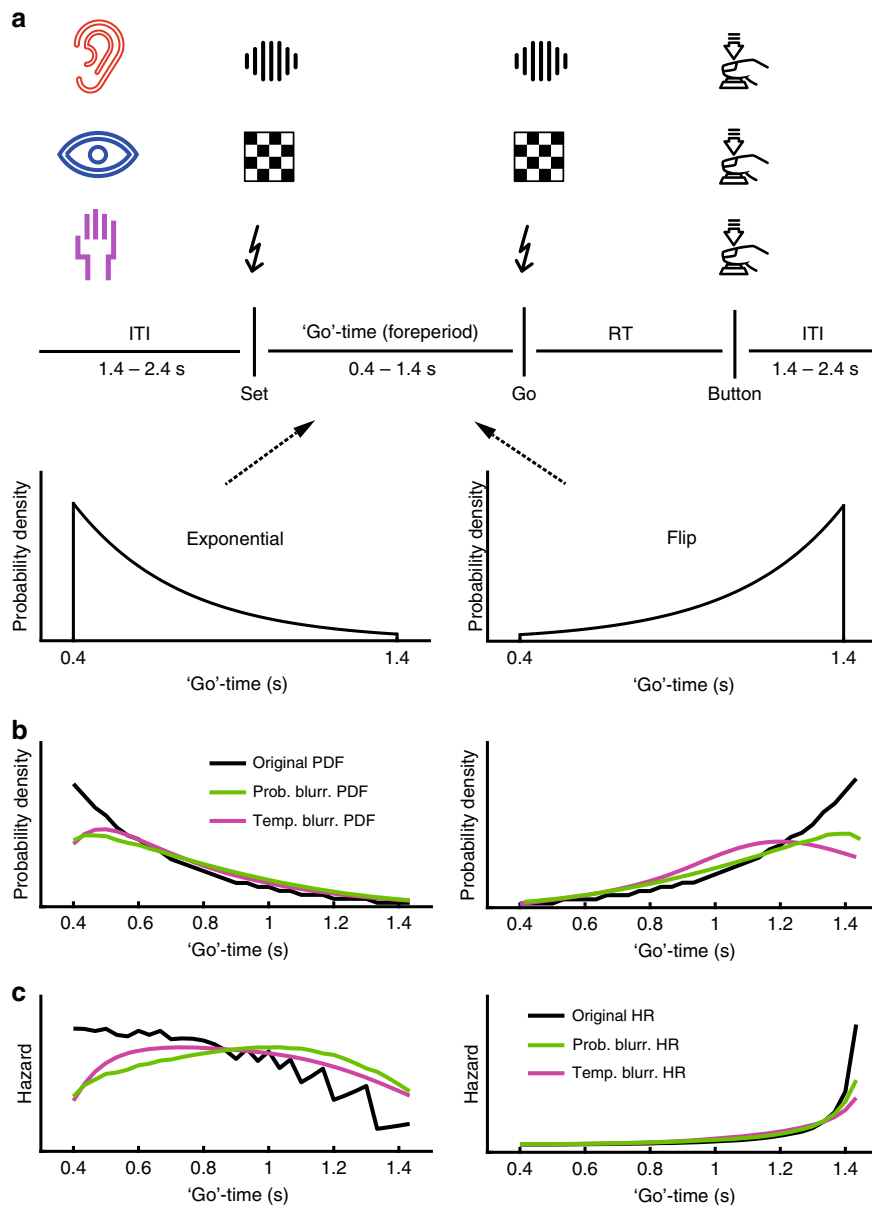 a
ITI
'Go'-time (foreperiod)
RT
ITI
1.4 – 2.4 s
0.4 – 1.4 s
1.4 – 2.4 s
Set
Go
Button
Probability density
Exponential
0.4
1.4
'Go'-time (s)
Probability density
Flip
0.4
1.4
'Go'-time (s)
b
Probability density
Original PDF
Prob. blurr. PDF
Temp. blurr. PDF
0.4 0.6 0.8 1 1.2 1.4
'Go'-time (s)
Probability density
0.4 0.6 0.8 1 1.2 1.4
'Go'-time (s)
c
Hazard
0.4 0.6 0.8 1 1.2 1.4
'Go'-time (s)
Hazard
Original HR
Prob. blurr. HR
Temp. blurr. HR
0.4 0.6 0.8 1 1.2 1.4
'Go'-time (s)